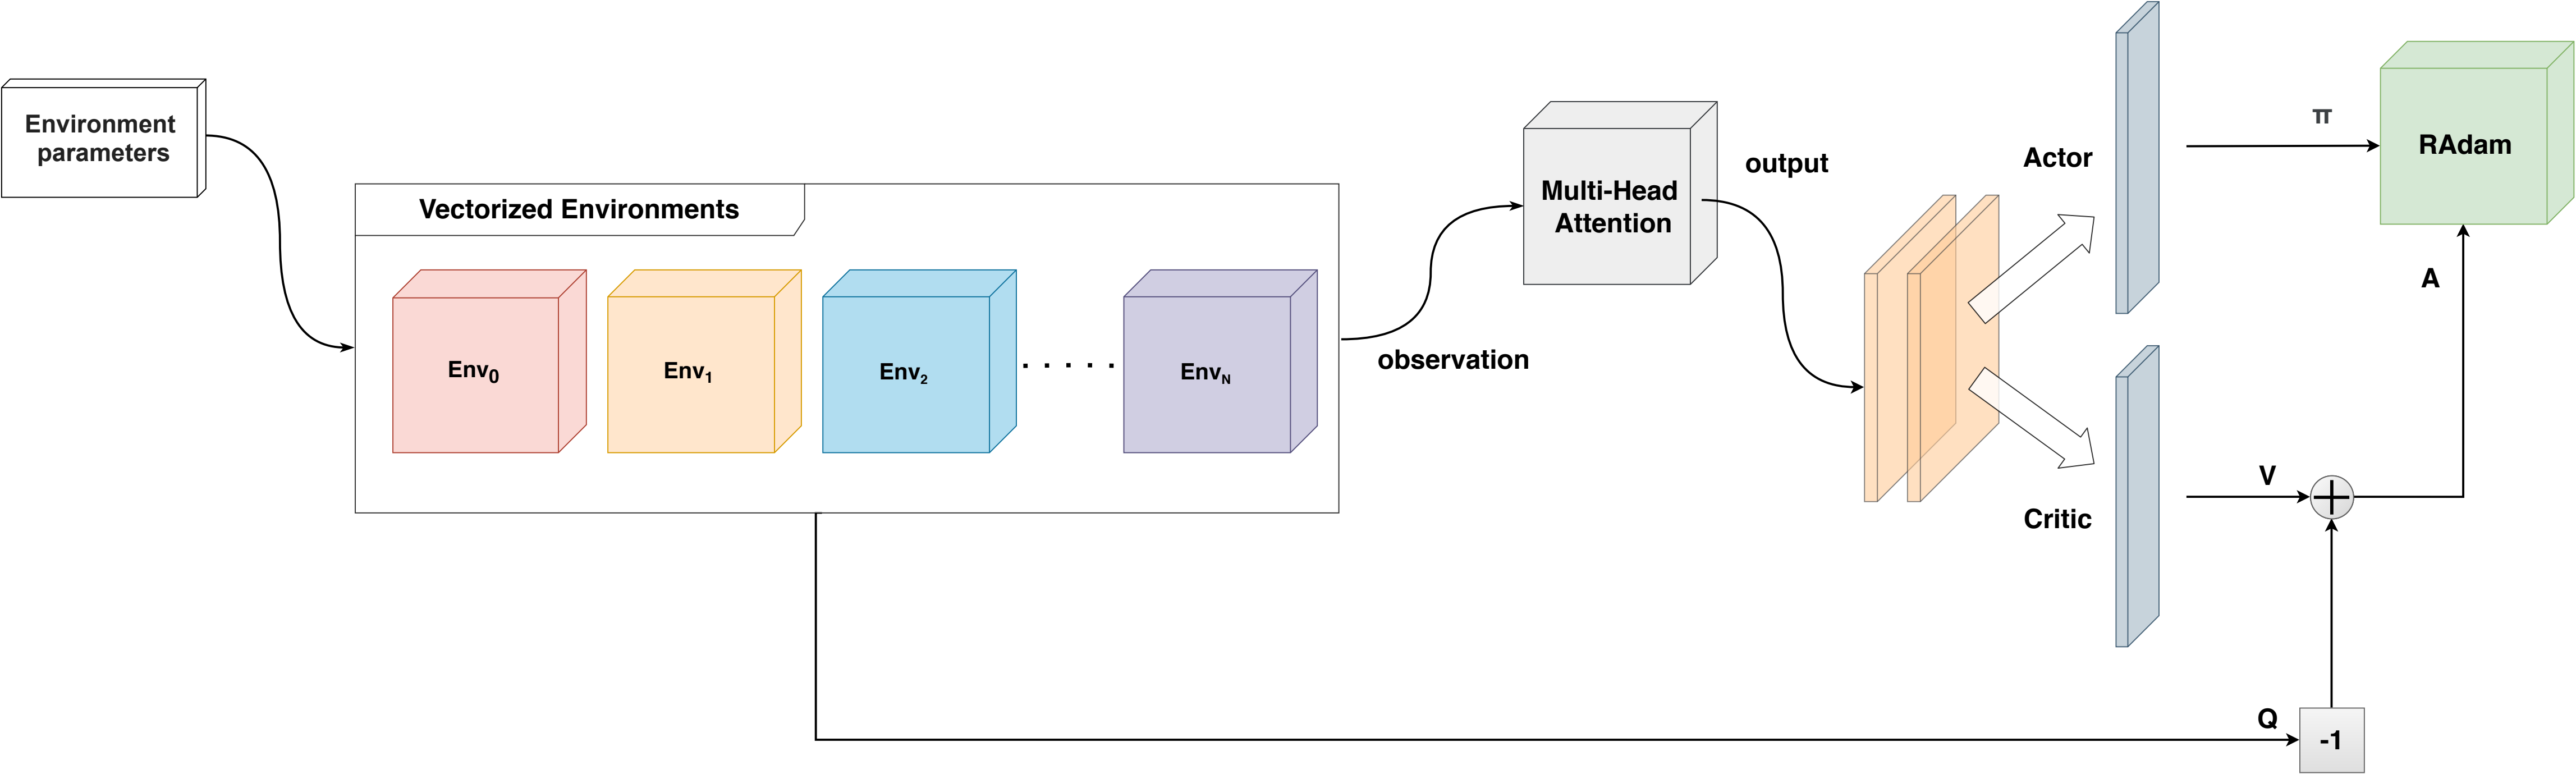 Environment
parameters
Vectorized Environments
Env0
Env1
Env2
. . . . .
EnvN
observation
Multi-Head
Attention
output
Actor
Critic
π
RAdam
A
V
Q
-1